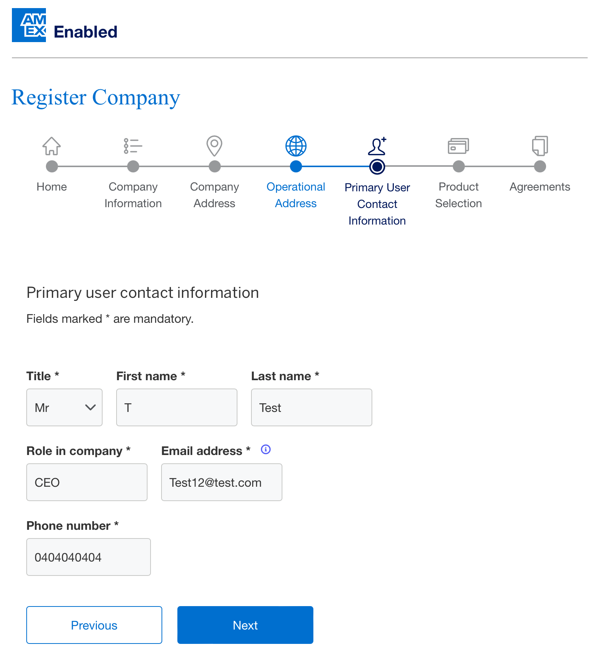 AM
EX
Enabled
Register Company
Home
Company
Information
Company
Address
Operational
Address
Primary User
Contact
Information
Product
Selection
Agreements
Primary user contact information
Fields marked * are mandatory.
Title * First name * Last name *
Mr T Test
Role in company * Email address *
CEO Test12@test.com
Phone number *
0404040404
Previous Next